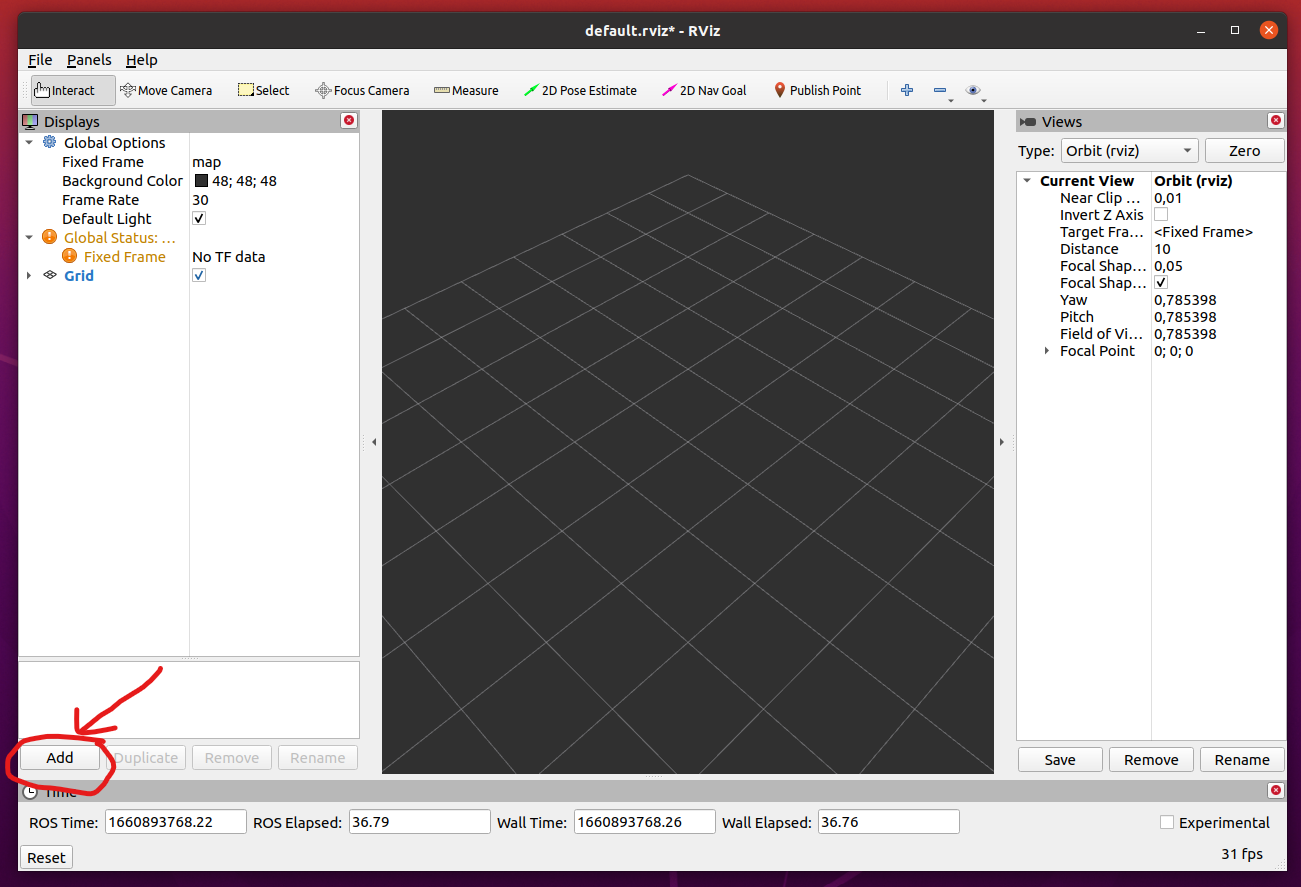 default.rviz* - RViz
File Panels Help
Interact Move Camera Select Focus Camera Measure 2D Pose Estimate 2D Nav Goal Publish Point
Displays
Global Options
Fixed Frame map
Background Color 48; 48; 48
Frame Rate 30
Default Light
Global Status: ...
Fixed Frame No TF data
Grid
Add Duplicate Remove Rename
Views
Type: Orbit (rviz) Zero
Current View Orbit (rviz)
Near Clip ... 0,01
Invert Z Axis
Target Fra... <Fixed Frame>
Distance 10
Focal Shap... 0,05
Focal Shap...
Yaw 0,785398
Pitch 0,785398
Field of Vi... 0,785398
Focal Point 0; 0; 0
Save Remove Rename
Time
ROS Time: 1660893768.22 ROS Elapsed: 36.79 Wall Time: 1660893768.26 Wall Elapsed: 36.76 Experimental
Reset 31 fps